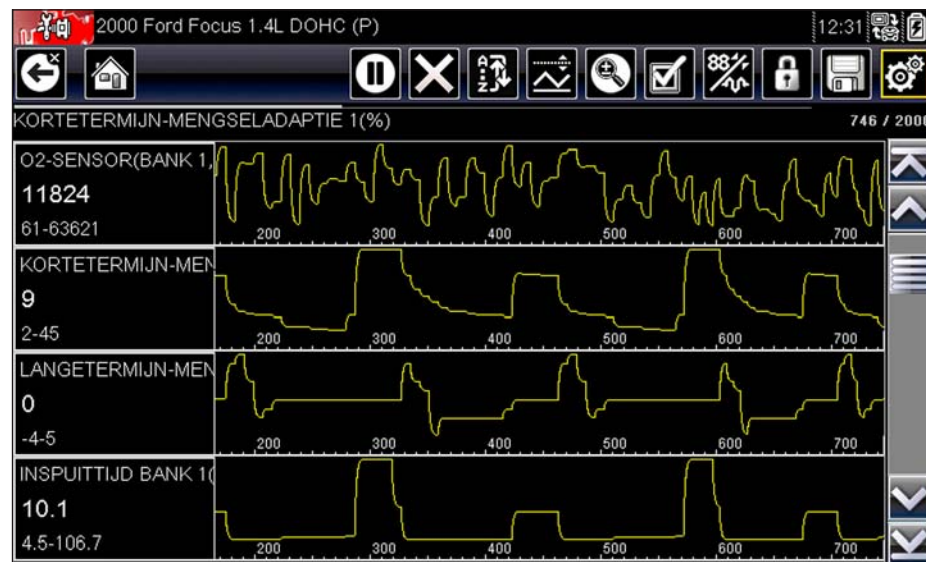 2000 Ford Focus 1.4L DOHC (P)
12:31
KORTETERMIJN-MENGSELADAPTIE 1(%)
746 / 2000
O2-SENSOR(BANK 1,
11824
61-63621
200 300 400 500 600 700
KORTETERMIJN-MEN
9
2-45
200 300 400 500 600 700
LANGETERMIJN-MEN
0
-4-5
200 300 400 500 600 700
INSPUITTIJD BANK 1(
10.1
4.5-106.7
200 300 400 500 600 700